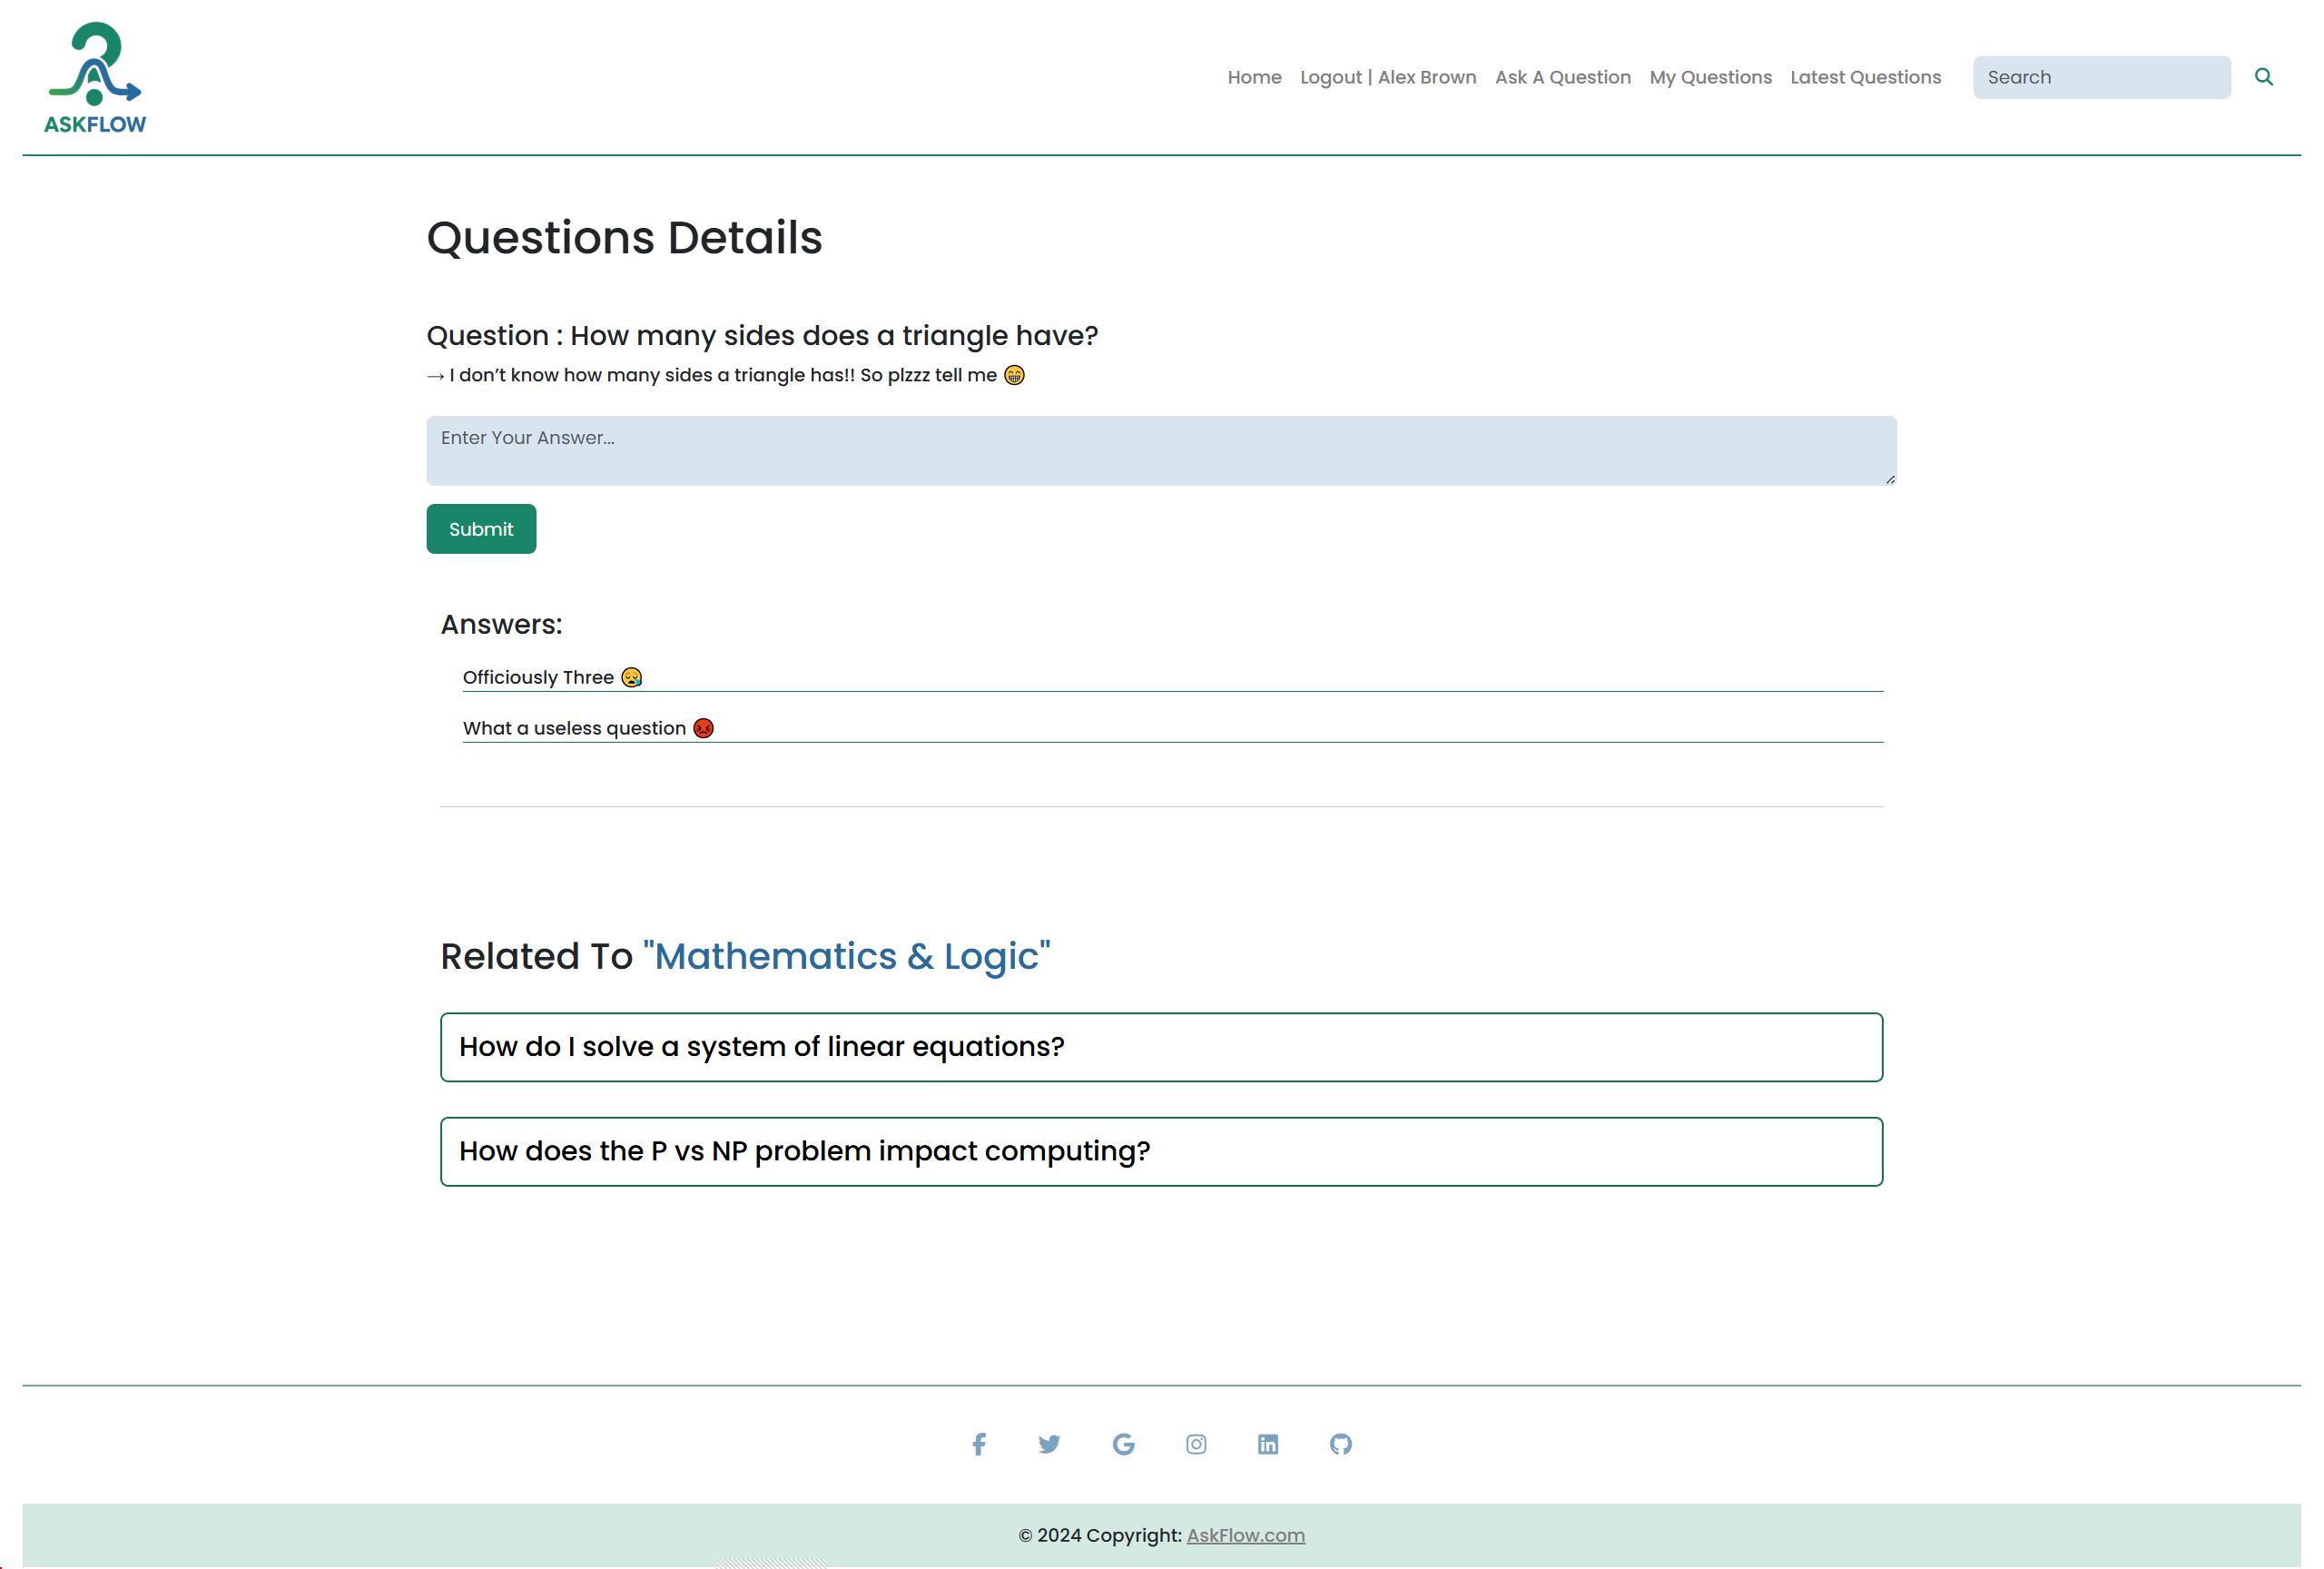 ASKFLOW
Home Logout | Alex Brown Ask A Question My Questions Latest Questions Search
Questions Details
Question : How many sides does a triangle have?
→ I don’t know how many sides a triangle has!! So plzzz tell me 😁
Enter Your Answer...
Submit
Answers:
Officiously Three 😪
What a useless question 😡
Related To "Mathematics & Logic"
How do I solve a system of linear equations?
How does the P vs NP problem impact computing?
© 2024 Copyright: AskFlow.com